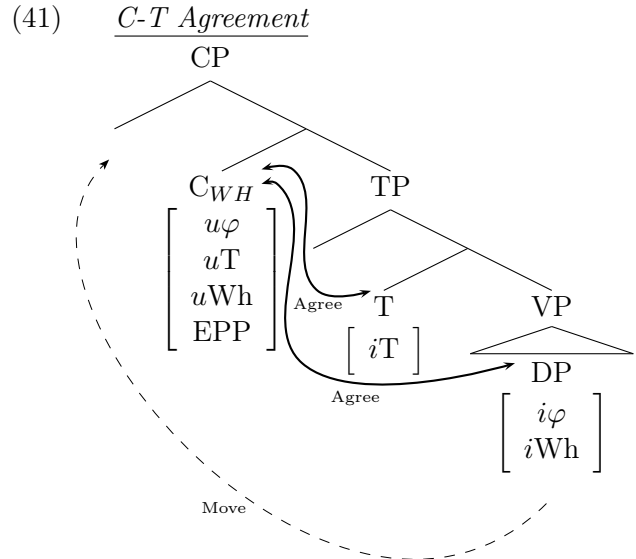 (41) C-T Agreement
CP
C_WH TP
uφ
uT
uWh
EPP
Agree
T VP
iT
Agree
DP
iφ
iWh
Move